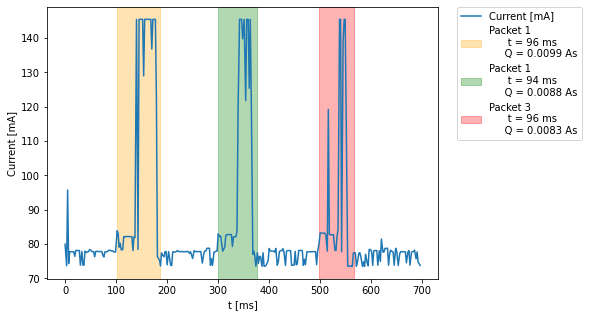 Current [mA]
Packet 1
t = 96 ms
Q = 0.0099 As
Packet 1
t = 94 ms
Q = 0.0088 As
Packet 3
t = 96 ms
Q = 0.0083 As
Current [mA]
140
130
120
110
100
90
80
70
0 100 200 300 400 500 600 700
t [ms]